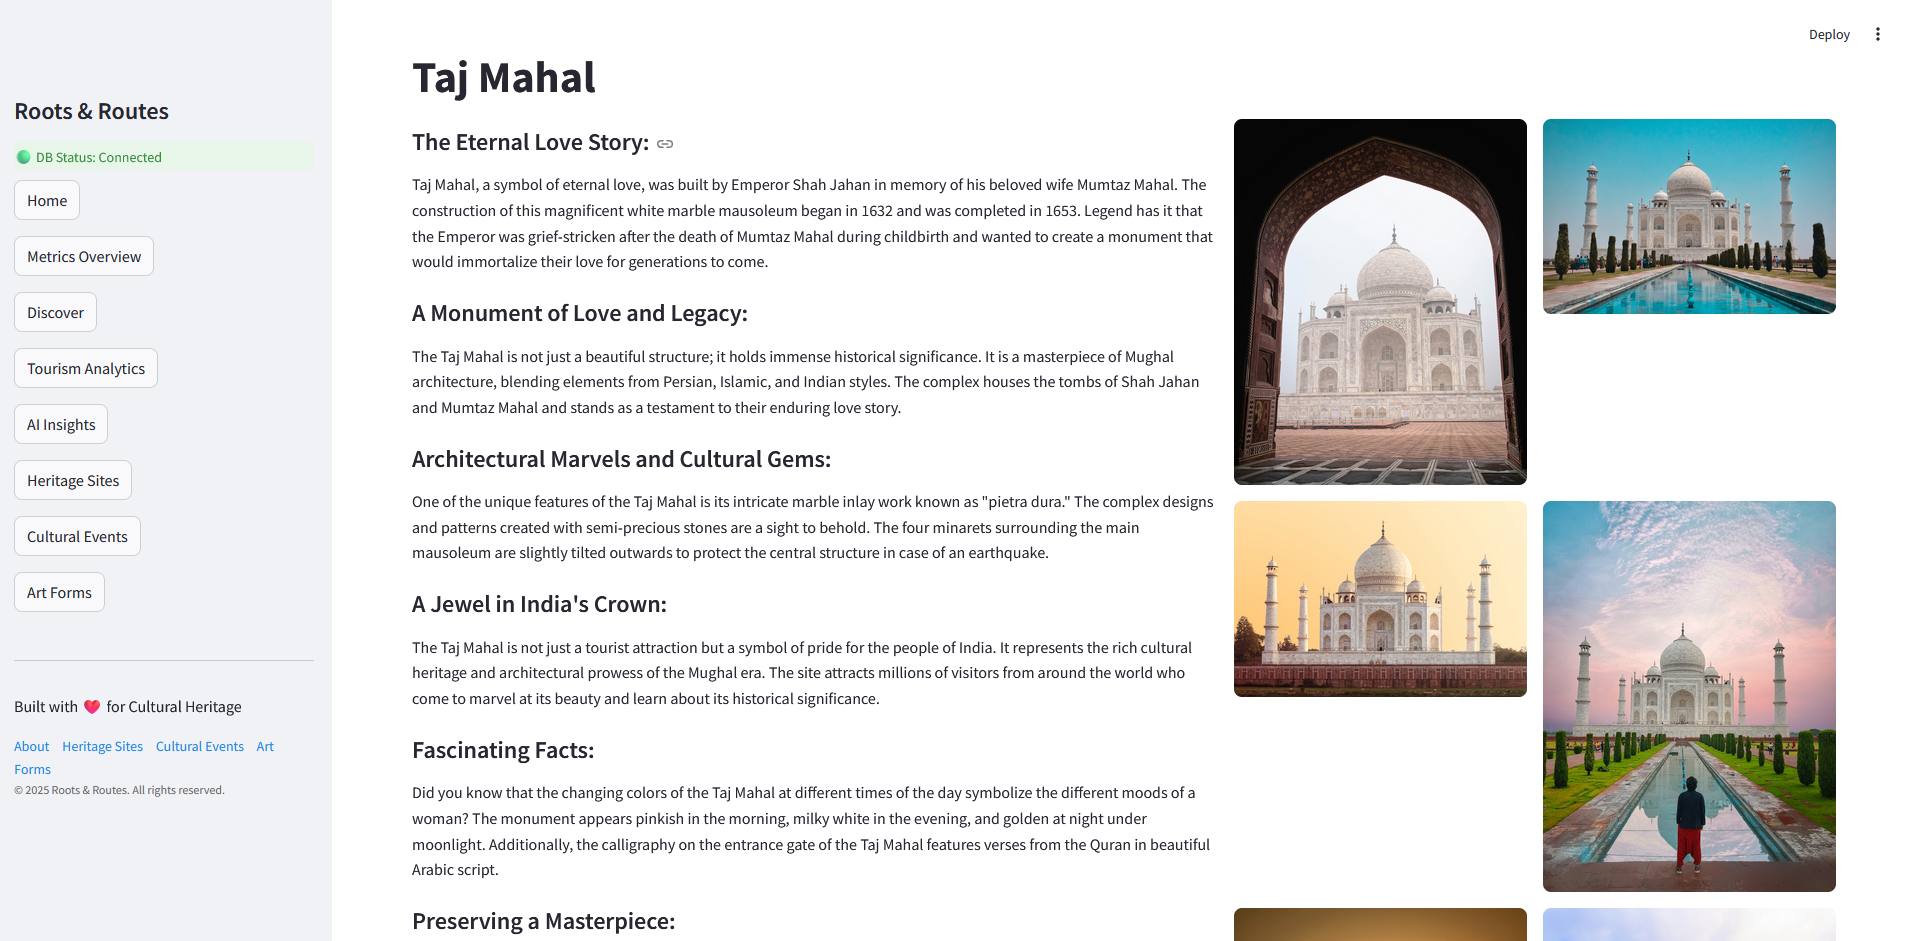 Deploy
Roots & Routes
DB Status: Connected
Home
Metrics Overview
Discover
Tourism Analytics
AI Insights
Heritage Sites
Cultural Events
Art Forms
Built with ❤️ for Cultural Heritage
About Heritage Sites Cultural Events Art
Forms
© 2025 Roots & Routes. All rights reserved.
Taj Mahal
The Eternal Love Story:
Taj Mahal, a symbol of eternal love, was built by Emperor Shah Jahan in memory of his beloved wife Mumtaz Mahal. The
construction of this magnificent white marble mausoleum began in 1632 and was completed in 1653. Legend has it that
the Emperor was grief-stricken after the death of Mumtaz Mahal during childbirth and wanted to create a monument that
would immortalize their love for generations to come.
A Monument of Love and Legacy:
The Taj Mahal is not just a beautiful structure; it holds immense historical significance. It is a masterpiece of Mughal
architecture, blending elements from Persian, Islamic, and Indian styles. The complex houses the tombs of Shah Jahan
and Mumtaz Mahal and stands as a testament to their enduring love story.
Architectural Marvels and Cultural Gems:
One of the unique features of the Taj Mahal is its intricate marble inlay work known as "pietra dura." The complex designs
and patterns created with semi-precious stones are a sight to behold. The four minarets surrounding the main
mausoleum are slightly tilted outwards to protect the central structure in case of an earthquake.
A Jewel in India's Crown:
The Taj Mahal is not just a tourist attraction but a symbol of pride for the people of India. It represents the rich cultural
heritage and architectural prowess of the Mughal era. The site attracts millions of visitors from around the world who
come to marvel at its beauty and learn about its historical significance.
Fascinating Facts:
Did you know that the changing colors of the Taj Mahal at different times of the day symbolize the different moods of a
woman? The monument appears pinkish in the morning, milky white in the evening, and golden at night under
moonlight. Additionally, the calligraphy on the entrance gate of the Taj Mahal features verses from the Quran in beautiful
Arabic script.
Preserving a Masterpiece: